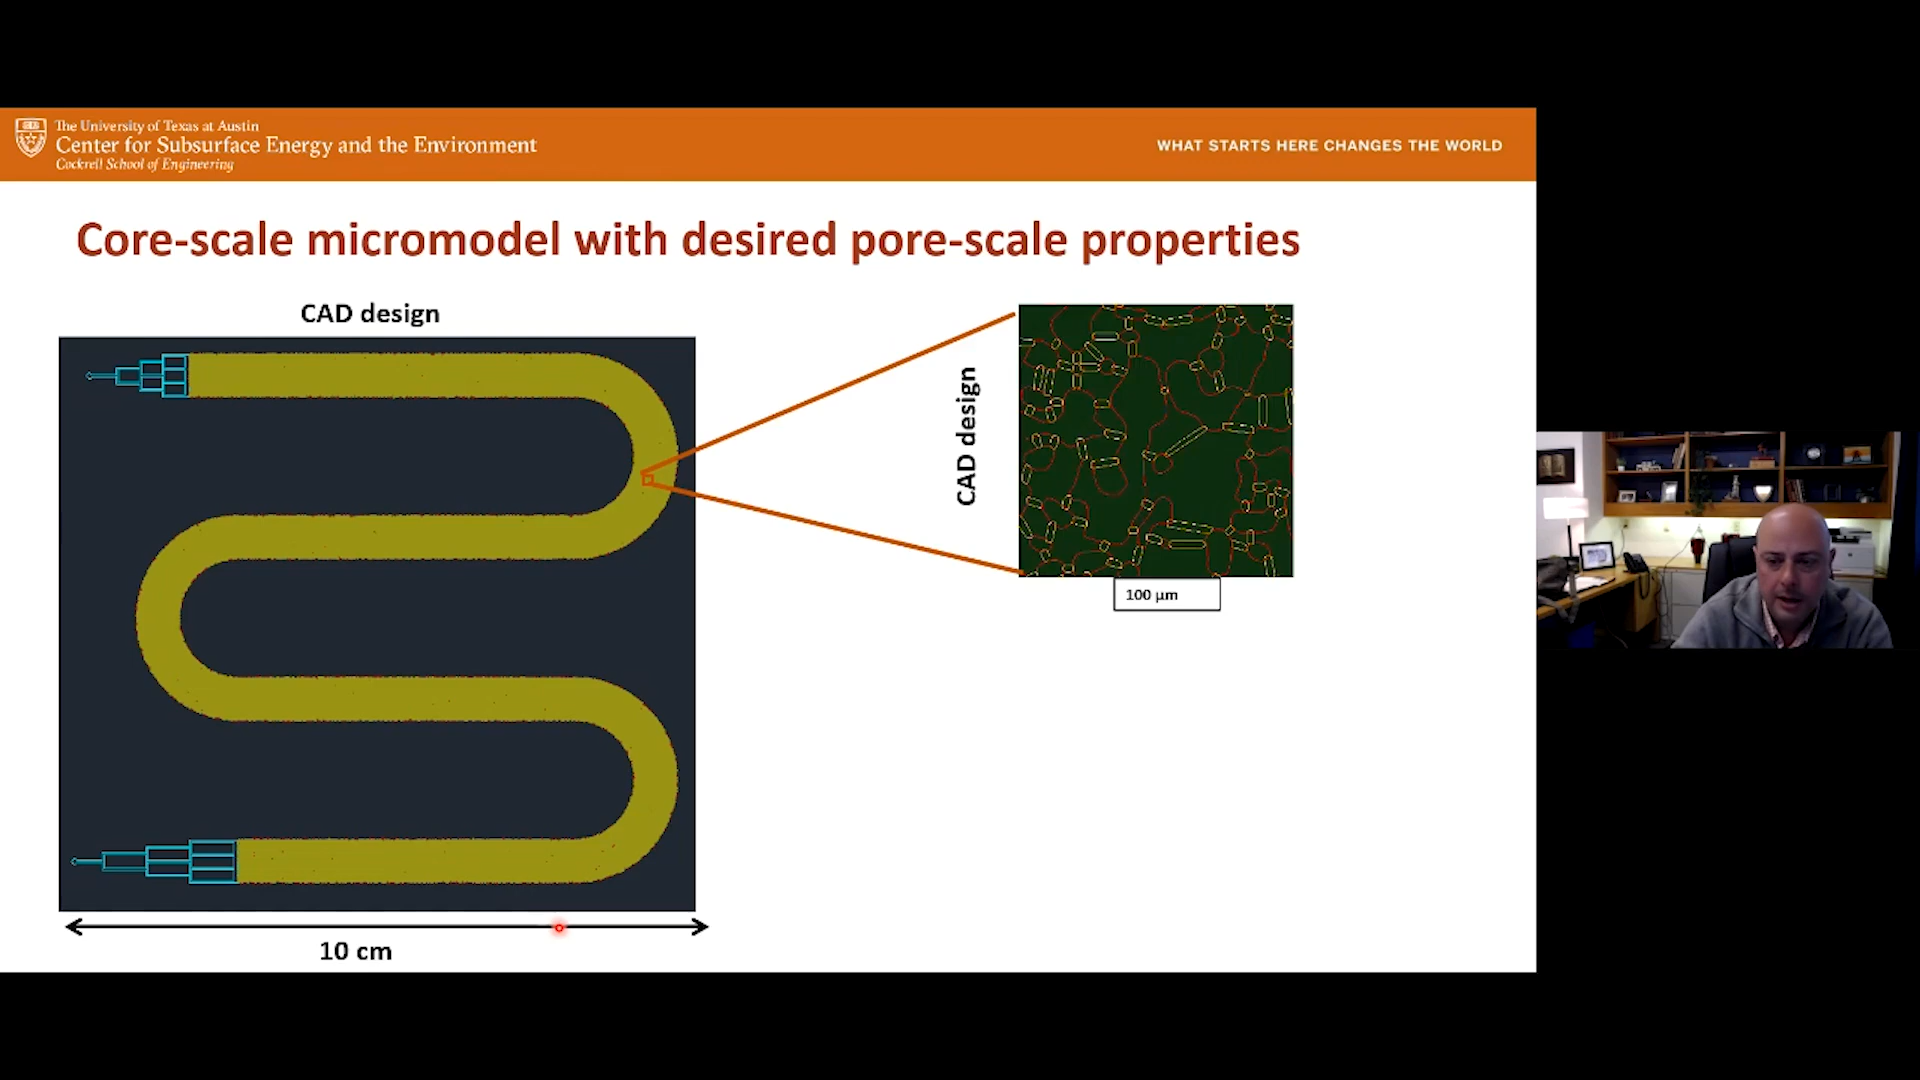 The University of Texas at Austin
Center for Subsurface Energy and the Environment
Cockrell School of Engineering
WHAT STARTS HERE CHANGES THE WORLD
Core-scale micromodel with desired pore-scale properties
CAD design
CAD design
100 µm
10 cm